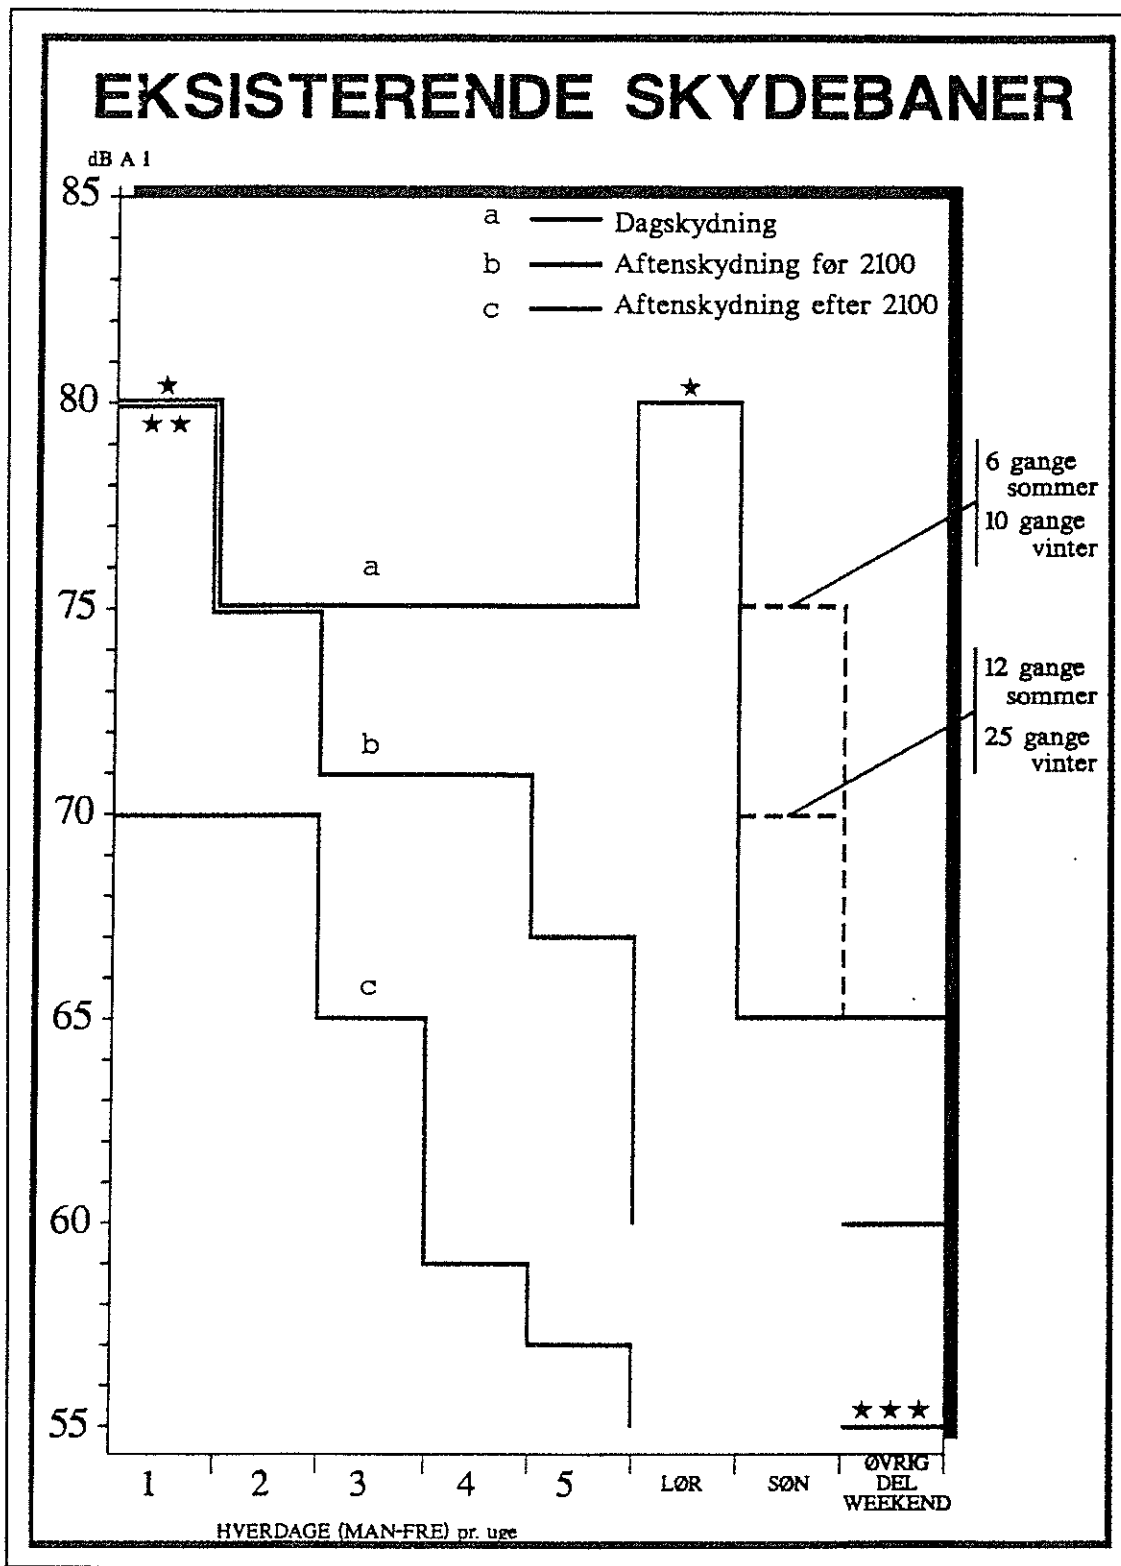 EKSISTERENDE SKYDEBANER
dB A I
85
a Dagskydning
b Aftenskydning før 2100
c Aftenskydning efter 2100
80
6 gange
sommer
10 gange
vinter
a
75
12 gange
sommer
b
25 gange
vinter
70
c
65
60
55
1 2 3 4 5 LØR SØN ØVRIG
DEL
WEEKEND
HVERDAGE (MAN-FRE) pr. uge